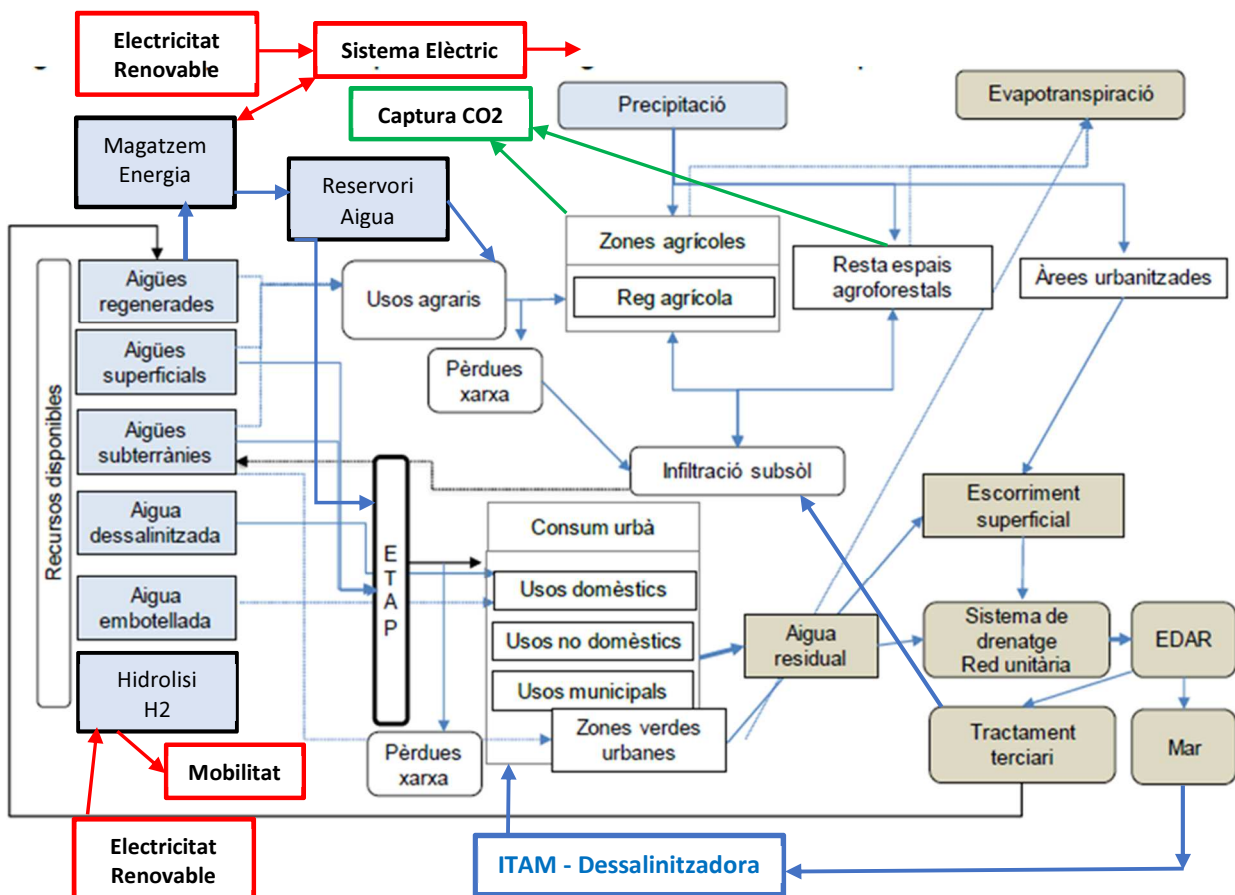 Electricitat
Renovable
Sistema Elèctric
Precipitació
Evapotranspiració
Captura CO2
Magatzem
Energia
Reservori
Aigua
Zones agrícoles
Reg agrícola
Resta espais
agroforestals
Àrees urbanitzades
Usos agraris
Recursos disponibles
Aigües
regenerades
Aigües
superficials
Aigües
subterrànies
Aigua
dessalinitzada
Aigua
embotellada
Hidrolisi
H2
Pèrdues
xarxa
Infiltració subsòl
Escorriment
superficial
ETAP
Consum urbà
Usos domèstics
Usos no domèstics
Usos municipals
Zones verdes
urbanes
Aigua
residual
Sistema de
drenatge
Red unitària
EDAR
Pèrdues
xarxa
Tractament
terciari
Mar
Mobilitat
Electricitat
Renovable
ITAM - Dessalinitzadora